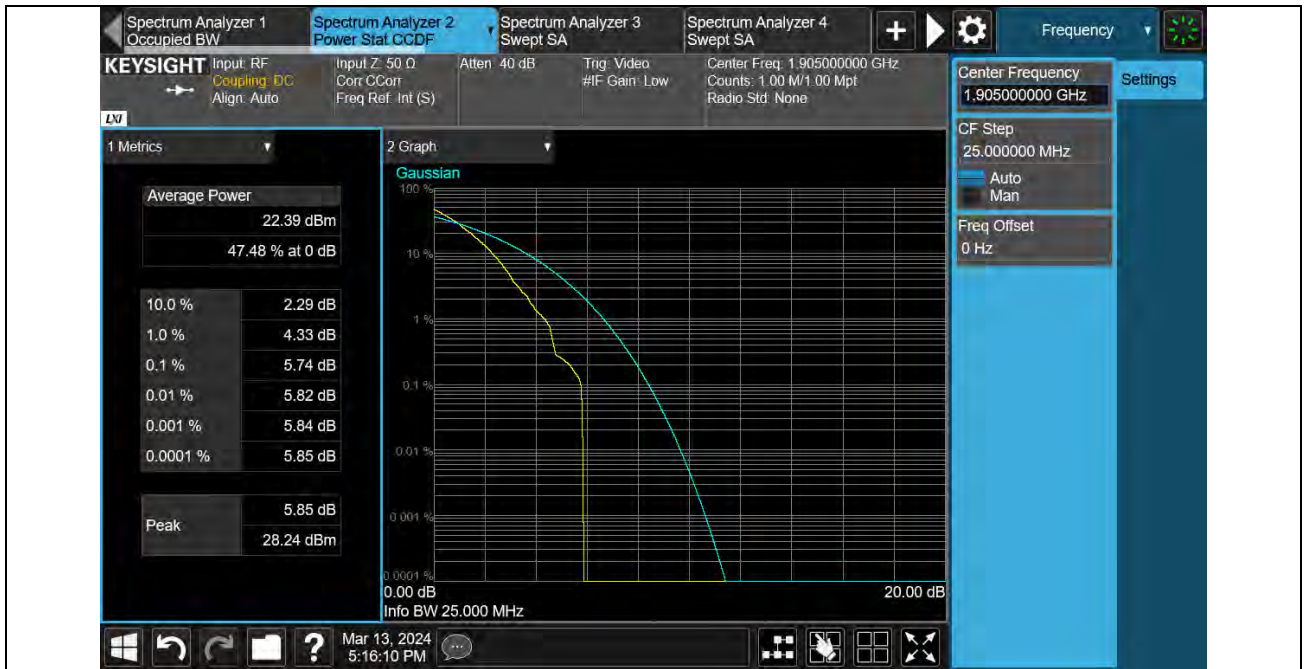 Spectrum Analyzer 1
Occupied BW
Spectrum Analyzer 2
Power Stat CCDF
Spectrum Analyzer 3
Swept SA
Spectrum Analyzer 4
Swept SA
+
Frequency
KEYSIGHT
LXI
Input: RF
Coupling: DC
Align: Auto
Input Z: 50 Ω
Corr CCorr
Freq Ref: Int (S)
Atten: 40 dB
Trig: Video
#IF Gain: Low
Center Freq: 1.905000000 GHz
Counts: 1.00 M/1.00 Mpt
Radio Std: None
Center Frequency
1.905000000 GHz
Settings
CF Step
25.000000 MHz
Auto
Man
Freq Offset
0 Hz
1 Metrics
Average Power
22.39 dBm
47.48 % at 0 dB
10.0 % 2.29 dB
1.0 % 4.33 dB
0.1 % 5.74 dB
0.01 % 5.82 dB
0.001 % 5.84 dB
0.0001 % 5.85 dB
Peak
5.85 dB
28.24 dBm
2 Graph
Gaussian
100 %
10 %
1 %
0.1 %
0.01 %
0.001 %
0.0001 %
0.00 dB 20.00 dB
Info BW 25.000 MHz
?
Mar 13, 2024
5:16:10 PM